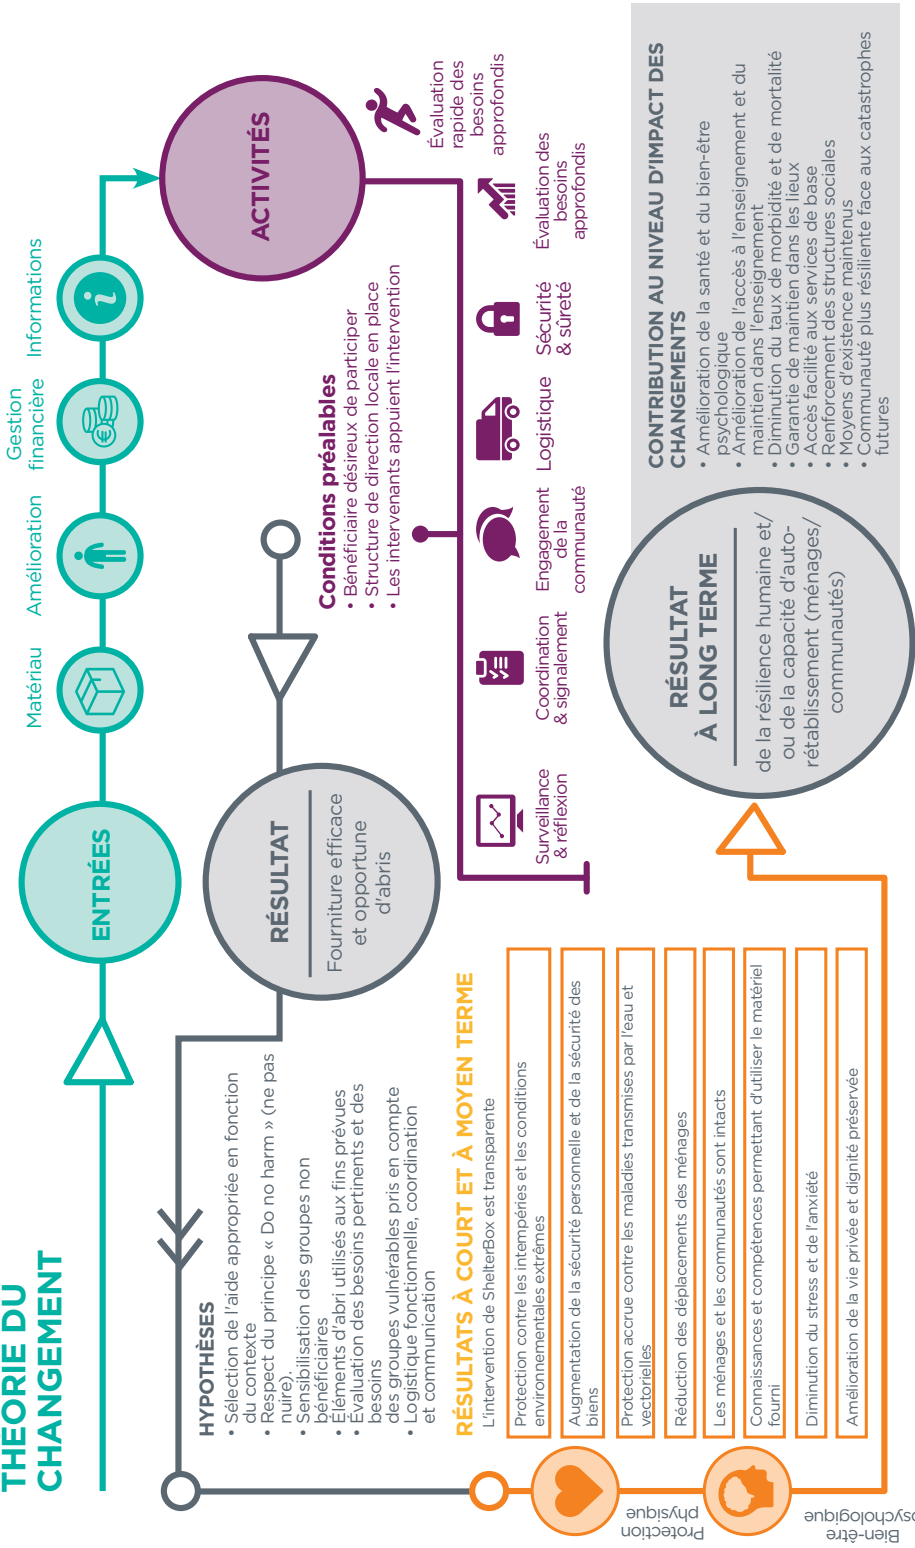 THEORIE DU
CHANGEMENT
ENTRÉES
Matériau
Amélioration
Gestion
financière
Informations
ACTIVITÉS
Évaluation
rapide des
besoins
approfondis
Évaluation des
besoins
approfondis
Sécurité
& sûreté
Logistique
Engagement
de la
communauté
Coordination
& signalement
Surveillance
& réflexion
Conditions préalables
• Bénéficiaire désireux de participer
• Structure de direction locale en place
• Les intervenants appuient l'intervention
RÉSULTAT
Fourniture efficace
et opportune
d'abris
HYPOTHÈSES
• Sélection de l'aide appropriée en fonction
du contexte
• Respect du principe « Do no harm » (ne pas
nuire).
• Sensibilisation des groupes non
bénéficiaires
• Éléments d'abri utilisés aux fins prévues
• Evaluation des besoins pertinents et des
besoins
des groupes vulnérables pris en compte
• Logistique fonctionnelle, coordination
et communication
RÉSULTATS À COURT ET À MOYEN TERME
L'intervention de ShelterBox est transparente
Protection contre les intempéries et les conditions
environnementales extrêmes
Augmentation de la sécurité personnelle et de la sécurité des
biens
Protection accrue contre les maladies transmises par l'eau et
vectorielles
Réduction des déplacements des ménages
Les ménages et les communautés sont intacts
Connaissances et compétences permettant d'utiliser le matériel
fourni
Diminution du stress et de l'anxiété
Amélioration de la vie privée et dignité préservée
Protection
physique
Bien-être
psychologique
RÉSULTAT
À LONG TERME
de la résilience humaine et/
ou de la capacité d'auto-
rétablissement (ménages/
communautés)
CONTRIBUTION AU NIVEAU D'IMPACT DES
CHANGEMENTS
• Amélioration de la santé et du bien-être
psychologique
• Amélioration de l'accès à l'enseignement et du
maintien dans l'enseignement
• Diminution du taux de morbidité et de mortalité
• Garantie de maintien dans les lieux
• Accès facilité aux services de base
• Renforcement des structures sociales
• Moyens d'existence maintenus
• Communauté plus résiliente face aux catastrophes
futures